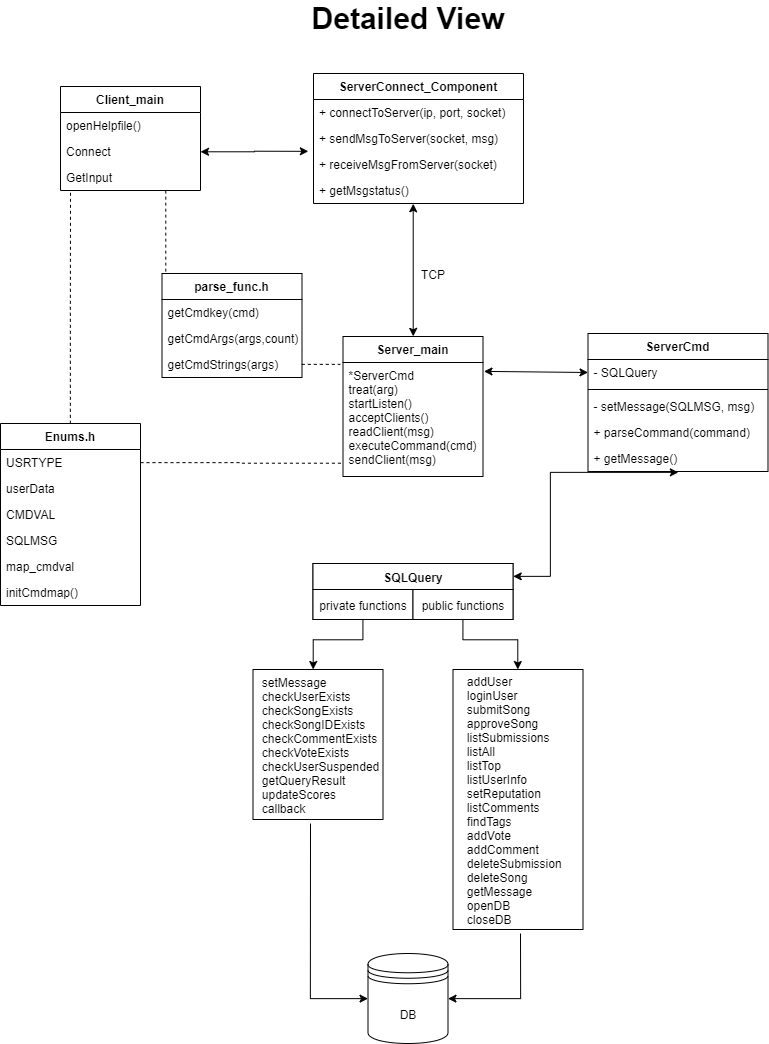 Detailed View
Client_main
openHelpfile()
Connect
GetInput
ServerConnect_Component
+ connectToServer(ip, port, socket)
+ sendMsgToServer(socket, msg)
+ receiveMsgFromServer(socket)
+ getMsgstatus()
TCP
parse_func.h
getCmdkey(cmd)
getCmdArgs(args,count)
getCmdStrings(args)
Server_main
*ServerCmd
treat(arg)
startListen()
acceptClients()
readClient(msg)
executeCommand(cmd)
sendClient(msg)
ServerCmd
- SQLQuery
- setMessage(SQLMSG, msg)
+ parseCommand(command)
+ getMessage()
Enums.h
USRTYPE
userData
CMDVAL
SQLMSG
map_cmdval
initCmdmap()
SQLQuery
private functions
public functions
setMessage
checkUserExists
checkSongExists
checkSongIDExists
checkCommentExists
checkVoteExists
checkUserSuspended
getQueryResult
updateScores
callback
addUser
loginUser
submitSong
approveSong
listSubmissions
listAll
listTop
listUserInfo
setReputation
listComments
findTags
addVote
addComment
deleteSubmission
deleteSong
getMessage
openDB
closeDB
DB